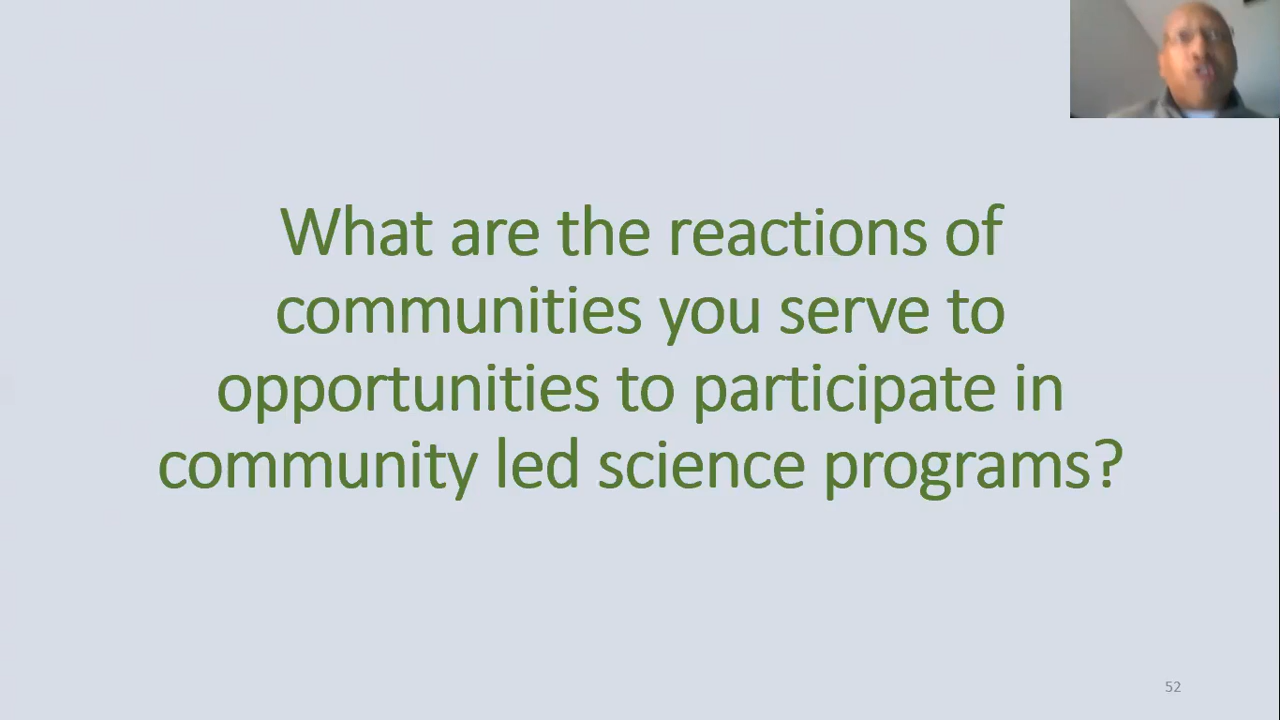 What are the reactions of
communities you serve to
opportunities to participate in
community led science programs?
52